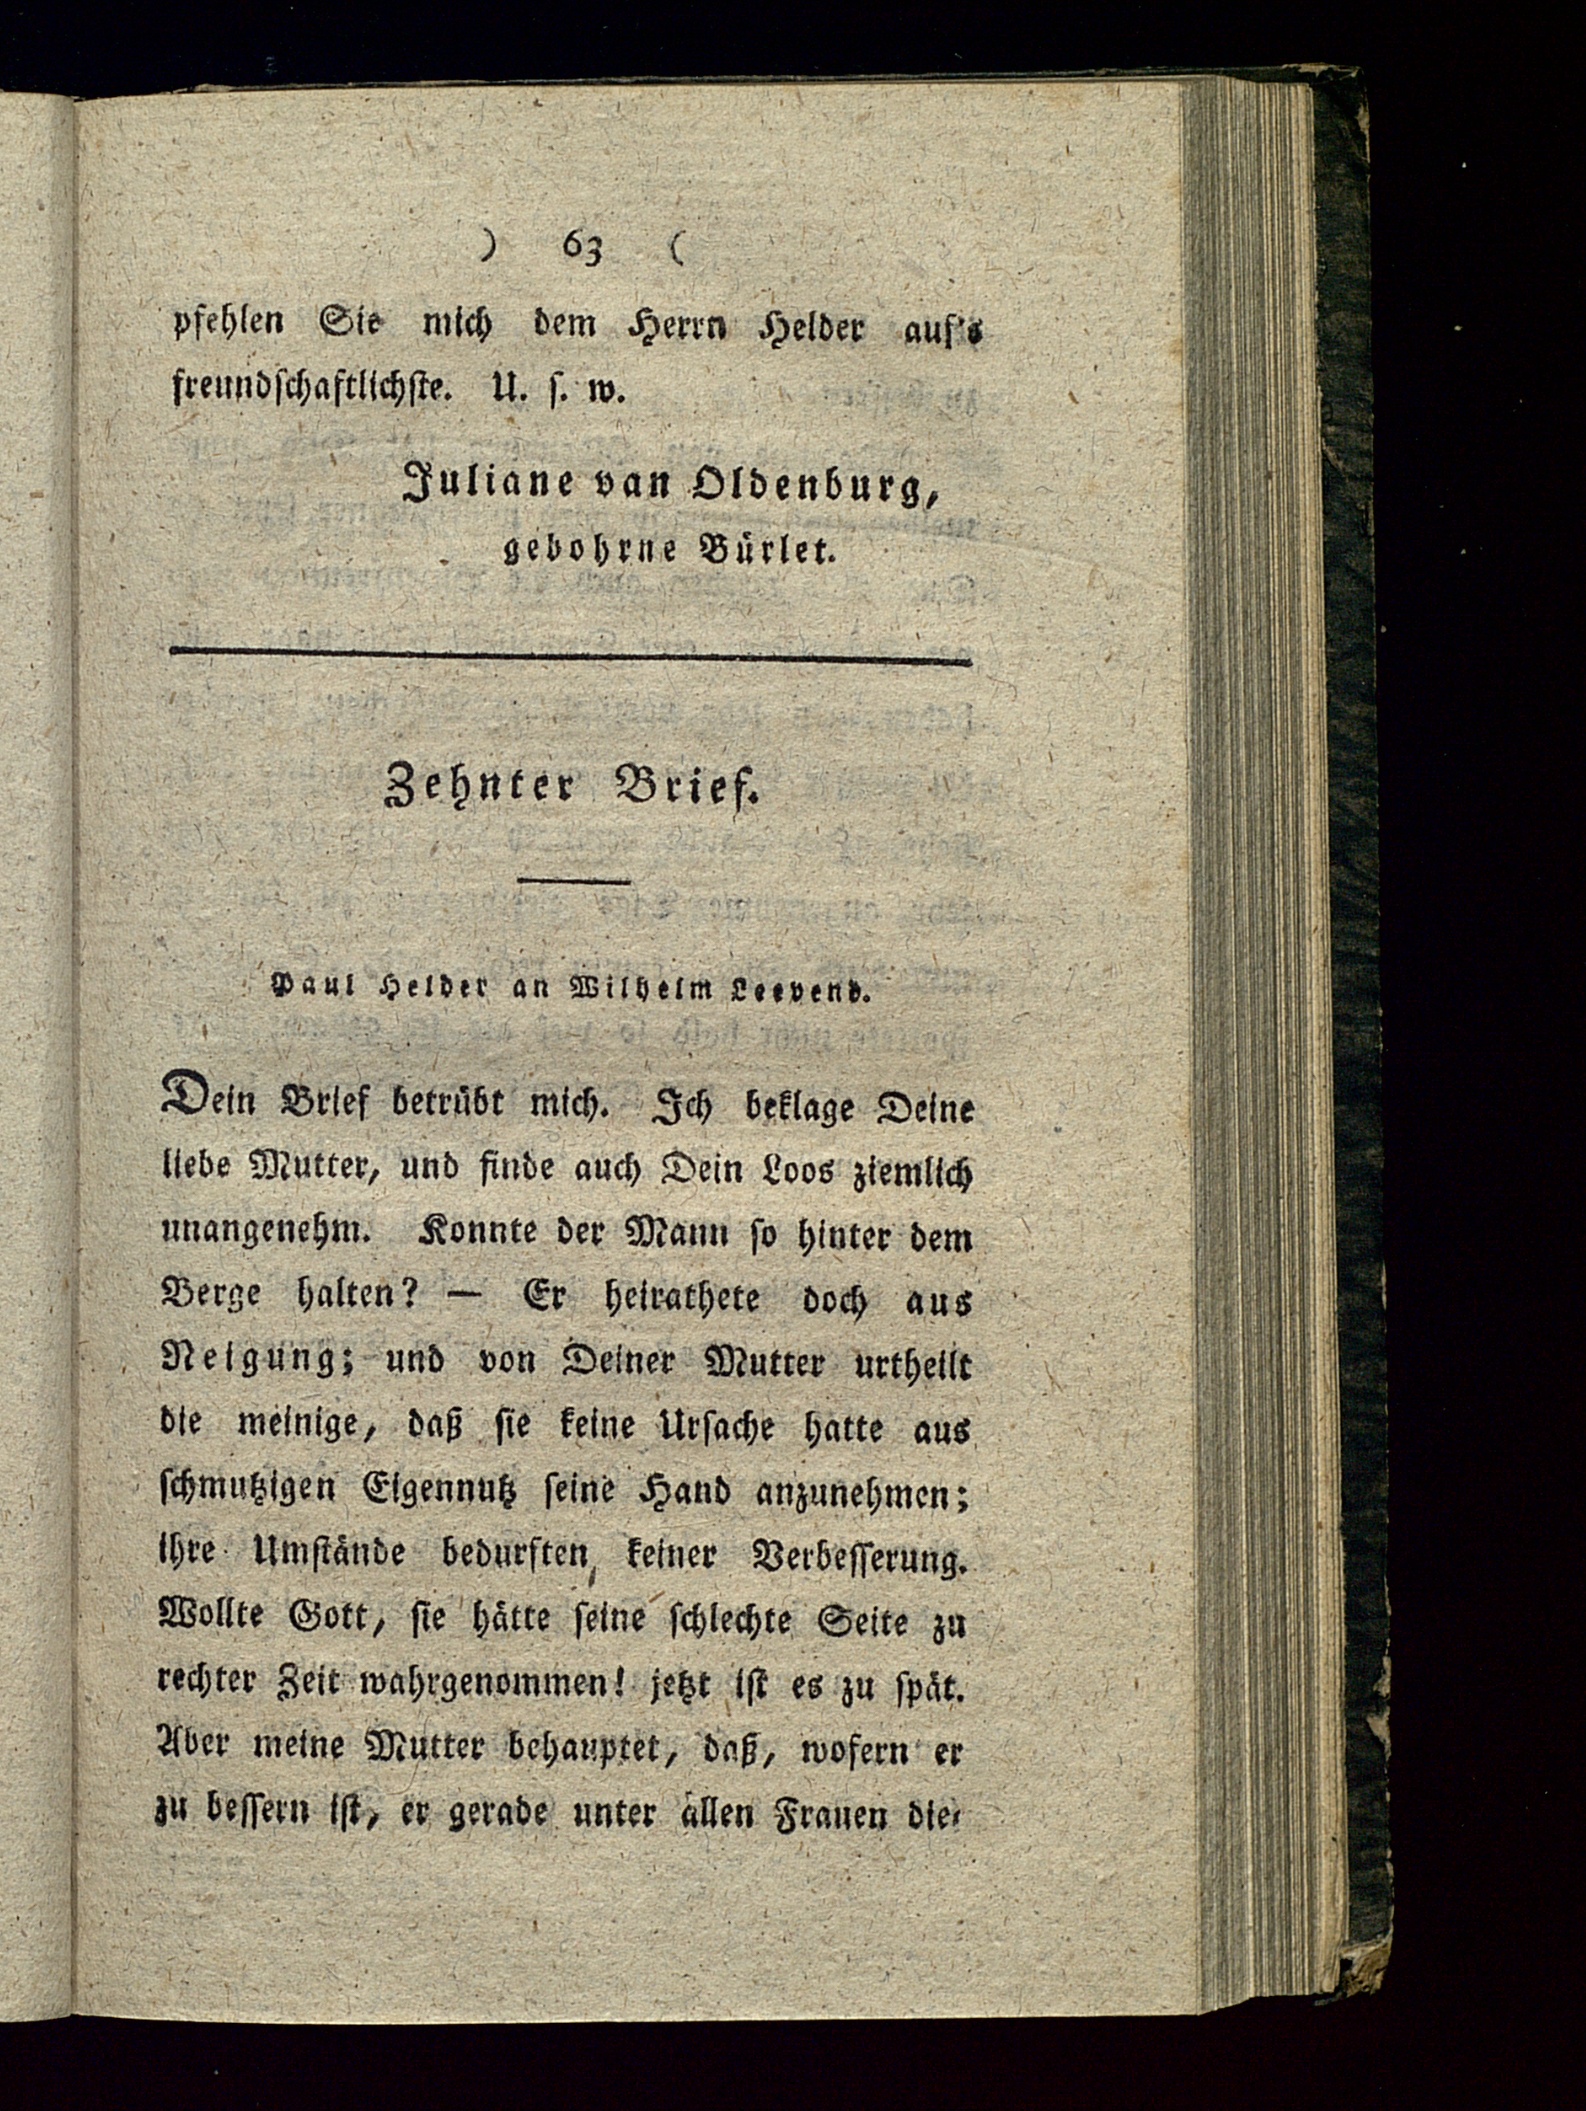 ) 63 (
pfehlen Sie mich dem Herrn Helder auf's
freundschaftlichste. U. s. w.
Juliane van Oldenburg,
gebohrne Bürlet.
Zehnter Brief.
Paul Helder an Wilhelm Leevend.
Dein Brief betrübt mich. Ich beklage Deine
liebe Mutter, und finde auch Dein Loos ziemlich
unangenehm. Konnte der Mann so hinter dem
Berge halten? — Er heirathete doch aus
Neigung; und von Deiner Mutter urtheilt
die meinige, daß sie keine Ursache hatte aus
schmutzigen Eigennutz seine Hand anzunehmen;
ihre Umstände bedurften keiner Verbesserung.
Wollte Gott, sie hätte seine schlechte Seite zu
rechter Zeit wahrgenommen! jetzt ist es zu spät.
Aber meine Mutter behauptet, daß, wofern er
zu bessern ist, er gerade unter allen Frauen die-